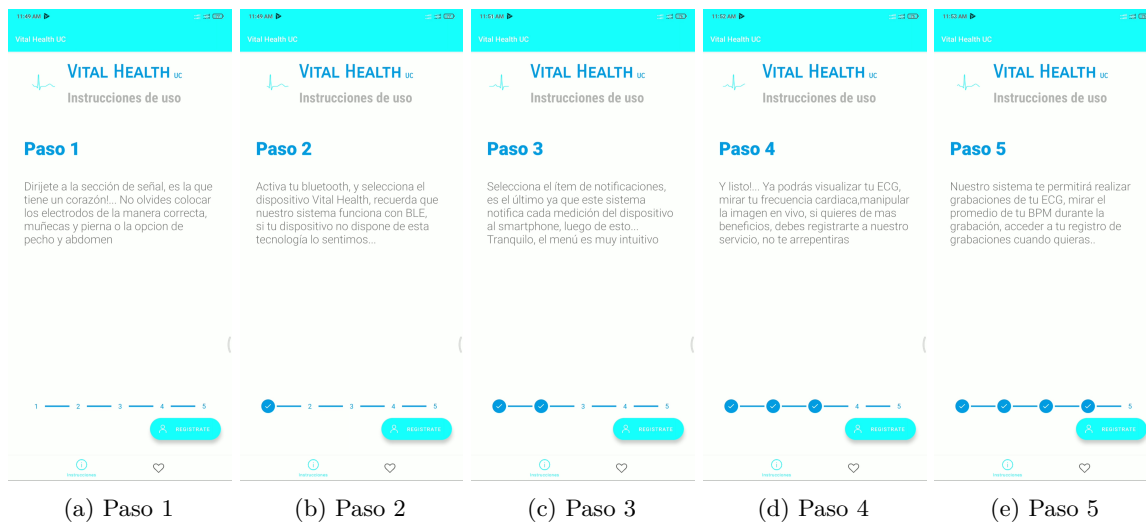 11:49 AM
Vital Health UC
VITAL HEALTH UC
Instrucciones de uso
Paso 1
Dirijete a la sección de señal, es la que
tiene un corazón!... No olvides colocar
los electrodos de la manera correcta,
muñecas y pierna o la opcion de
pecho y abdomen
1 2 3 4 5
REGISTRATE
INSTRUCCIONES
(a) Paso 1
11:49 AM
Vital Health UC
VITAL HEALTH UC
Instrucciones de uso
Paso 2
Activa tu bluetooth, y selecciona el
dispositivo Vital Health, recuerda que
nuestro sistema funciona con BLE,
si tu dispositivo no dispone de esta
tecnología lo sentimos...
2 3 4 5
REGISTRATE
INSTRUCCIONES
(b) Paso 2
11:51 AM
Vital Health UC
VITAL HEALTH UC
Instrucciones de uso
Paso 3
Selecciona el ítem de notificaciones,
es el último ya que este sistema
notifica cada medición del dispositivo
al smartphone, luego de esto...
Tranquilo, el menú es muy intuitivo
3 4 5
REGISTRATE
INSTRUCCIONES
(c) Paso 3
11:52 AM
Vital Health UC
VITAL HEALTH UC
Instrucciones de uso
Paso 4
Y listo!... Ya podrás visualizar tu ECG,
mirar tu frecuencia cardiaca,manipular
la imagen en vivo, si quieres de mas
beneficios, debes registrarte a nuestro
servicio, no te arrepentiras
4 5
REGISTRATE
INSTRUCCIONES
(d) Paso 4
11:53 AM
Vital Health UC
VITAL HEALTH UC
Instrucciones de uso
Paso 5
Nuestro sistema te permitirá realizar
grabaciones de tu ECG, mirar el
promedio de tu BPM durante la
grabación, acceder a tu registro de
grabaciones cuando quieras..
5
REGISTRATE
INSTRUCCIONES
(e) Paso 5